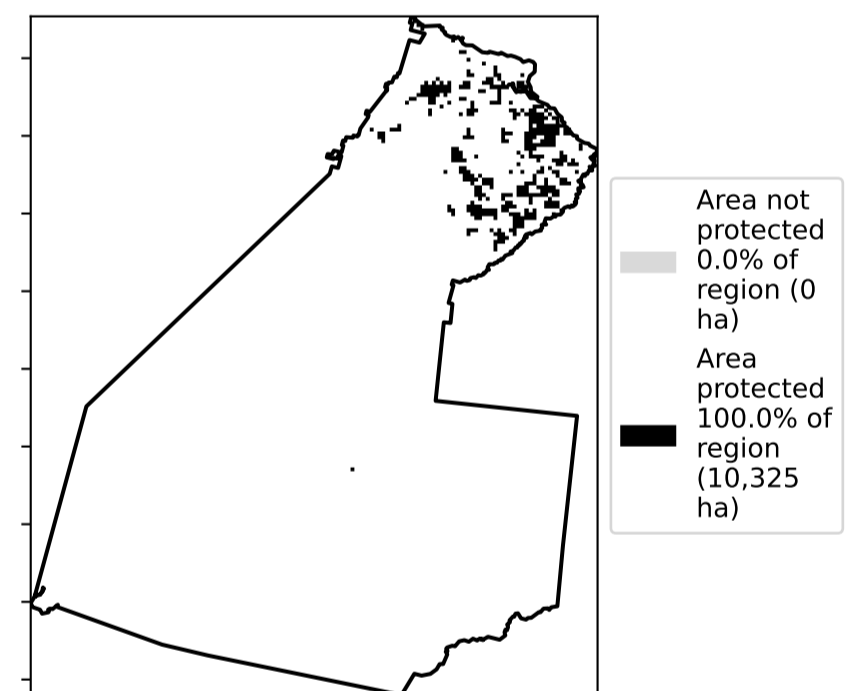 Area not
protected
0.0% of
region (0
ha)
Area
protected
100.0% of
region
(10,325
ha)